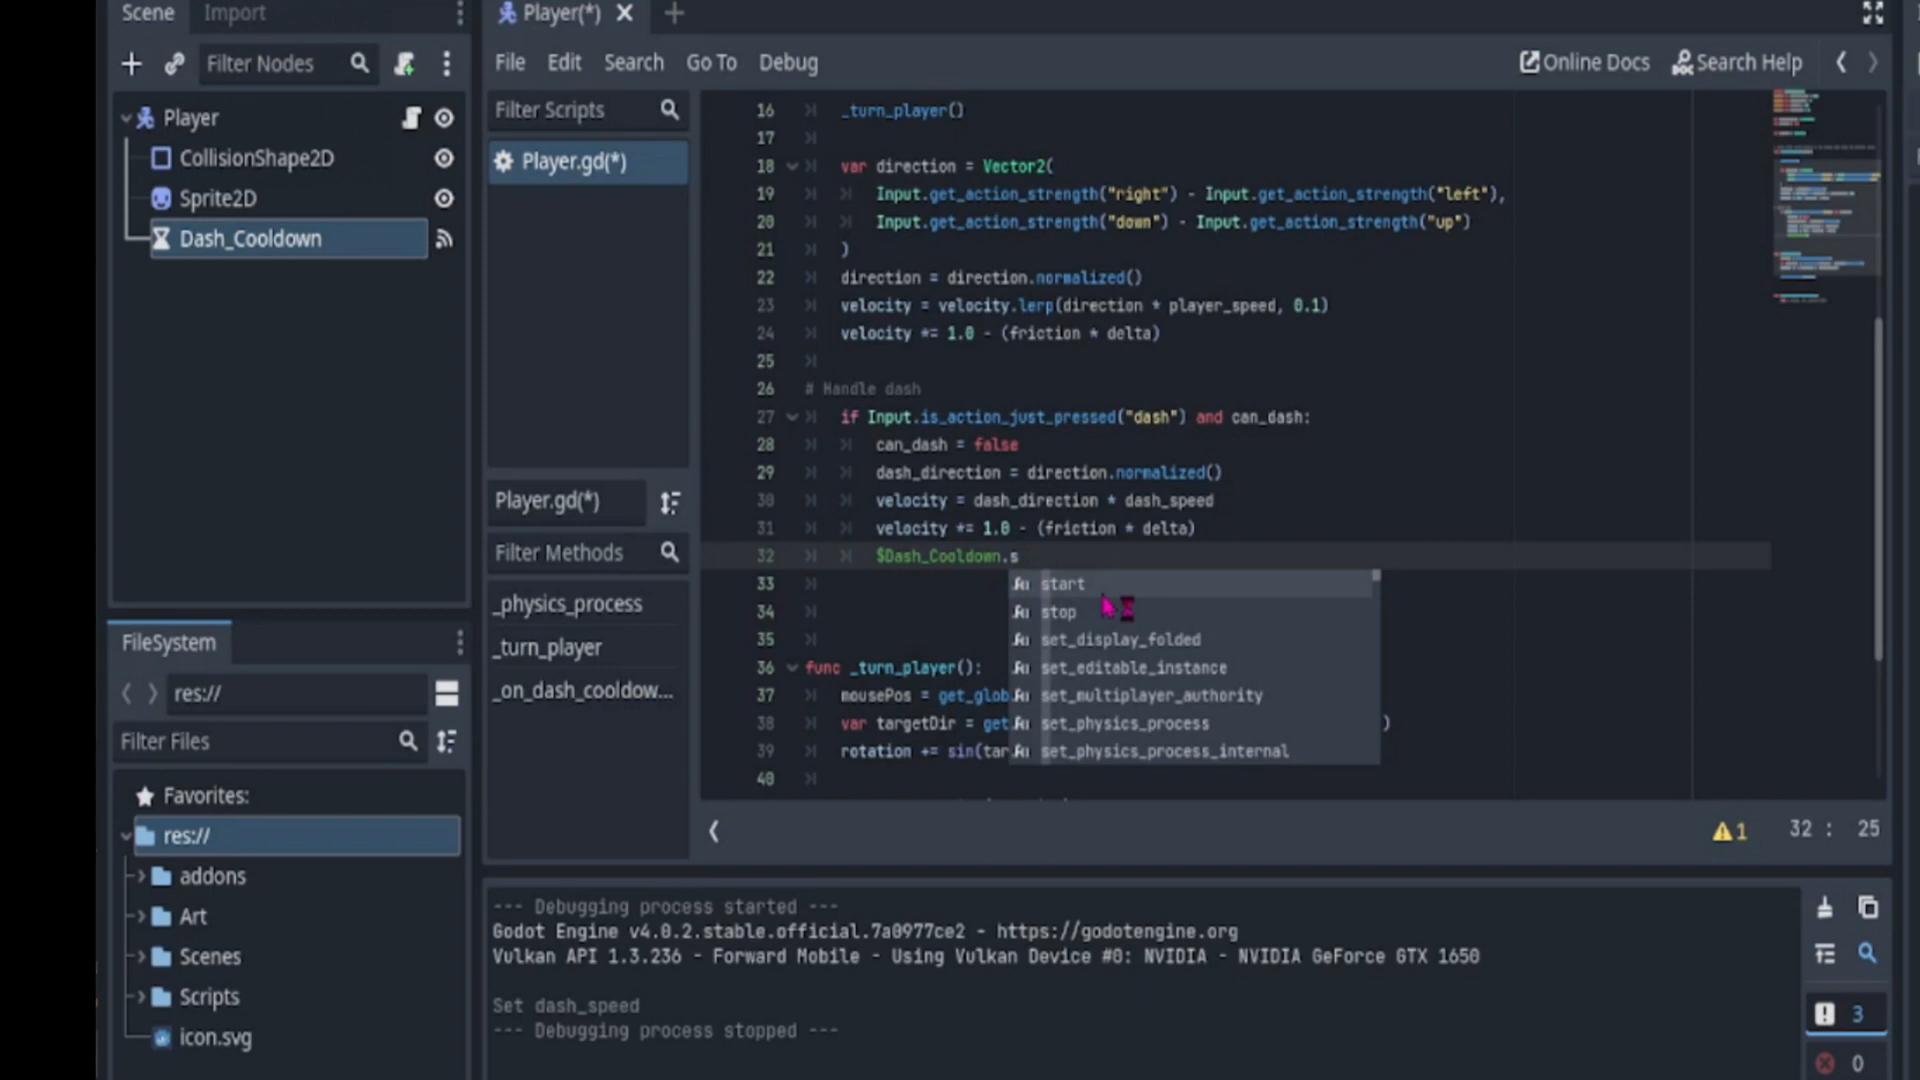 Scene Import
Filter Nodes
Player
CollisionShape2D
Sprite2D
Dash_Cooldown
FileSystem
res://
Filter Files
Favorites:
res://
addons
Art
Scenes
Scripts
icon.svg
Player(*)
File Edit Search Go To Debug Online Docs Search Help
Filter Scripts
Player.gd(*)
Player.gd(*)
Filter Methods
_physics_process
_turn_player
_on_dash_cooldow...
16 _turn_player()
17
18 var direction = Vector2(
19 Input.get_action_strength("right") - Input.get_action_strength("left"),
20 Input.get_action_strength("down") - Input.get_action_strength("up")
21 )
22 direction = direction.normalized()
23 velocity = velocity.lerp(direction * player_speed, 0.1)
24 velocity *= 1.0 - (friction * delta)
25
26 # Handle dash
27 if Input.is_action_just_pressed("dash") and can_dash:
28 can_dash = false
29 dash_direction = direction.normalized()
30 velocity = dash_direction * dash_speed
31 velocity *= 1.0 - (friction * delta)
32 $Dash_Cooldown.s
33
34
35
36 func _turn_player():
37 mousePos = get_glob
38 var targetDir = get )
39 rotation += sin(tar
40
start
stop
set_display_folded
set_editable_instance
set_multiplayer_authority
set_physics_process
set_physics_process_internal
1 32 : 25
--- Debugging process started ---
Godot Engine v4.0.2.stable.official.7a0977ce2 - https://godotengine.org
Vulkan API 1.3.236 - Forward Mobile - Using Vulkan Device #0: NVIDIA - NVIDIA GeForce GTX 1650
Set dash_speed
--- Debugging process stopped ---
3
0